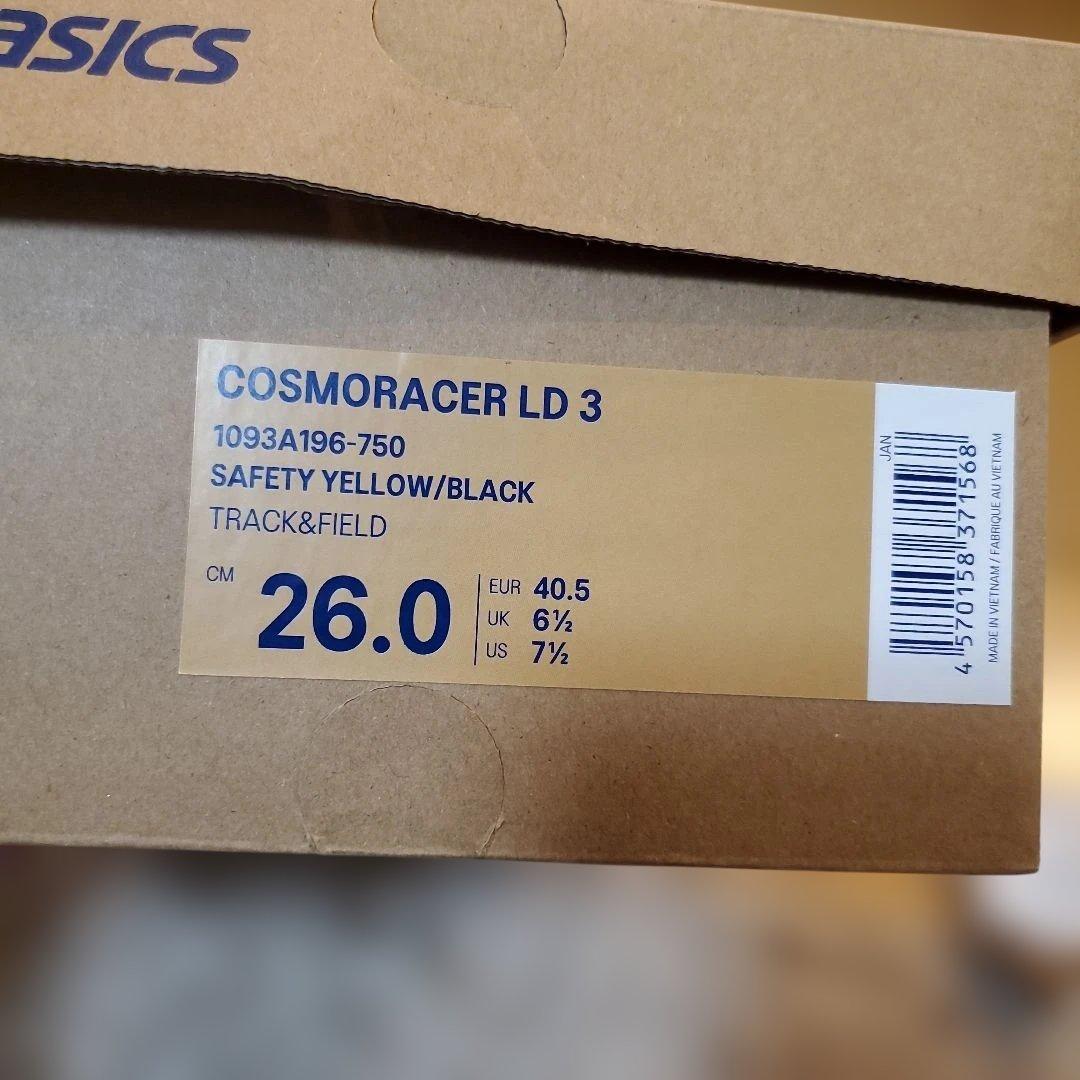 asics
COSMORACER LD 3
1093A196-750
SAFETY YELLOW/BLACK
TRACK&FIELD
CM 26.0
EUR 40.5
UK 6½
US 7½
JAN
4 570158 371568
MADE IN VIETNAM / FABRIQUE AU VIETNAM